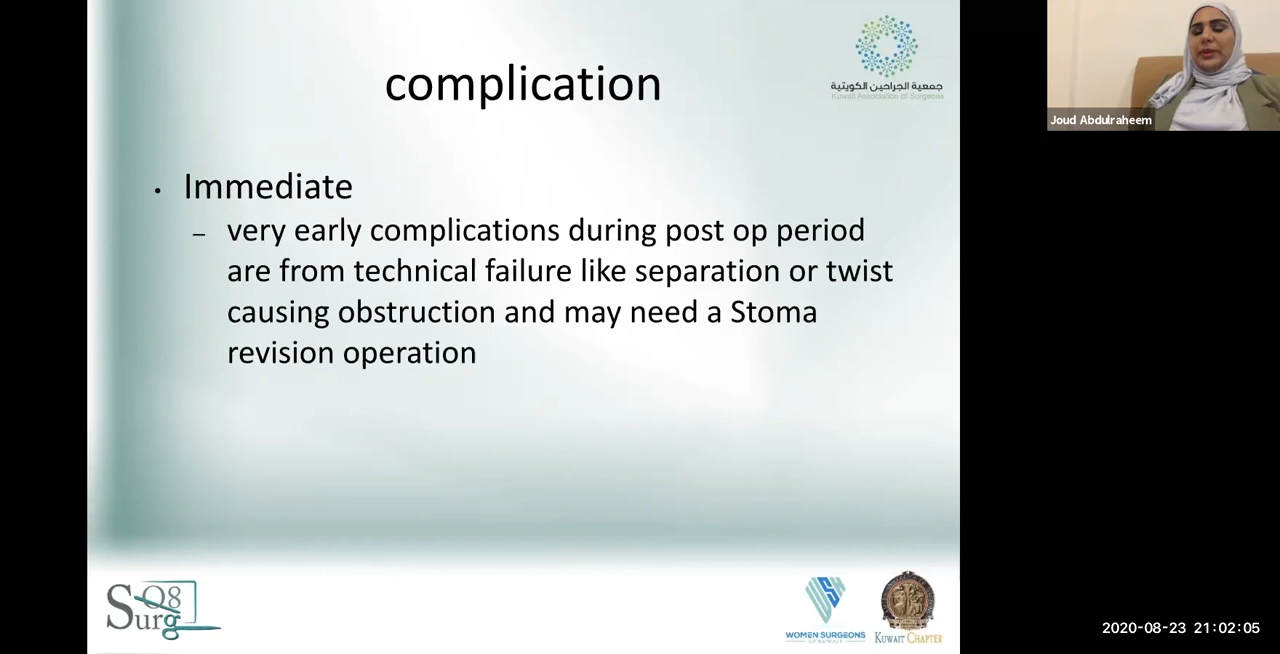 complication
جمعية الجراحين الكويتية
Kuwait Association of Surgeons
Joud Abdulraheem
• Immediate
– very early complications during post op period
are from technical failure like separation or twist
causing obstruction and may need a Stoma
revision operation
Q8
Surg
WOMEN SURGEONS
OF KUWAIT
KUWAIT CHAPTER
2020-08-23 21:02:05